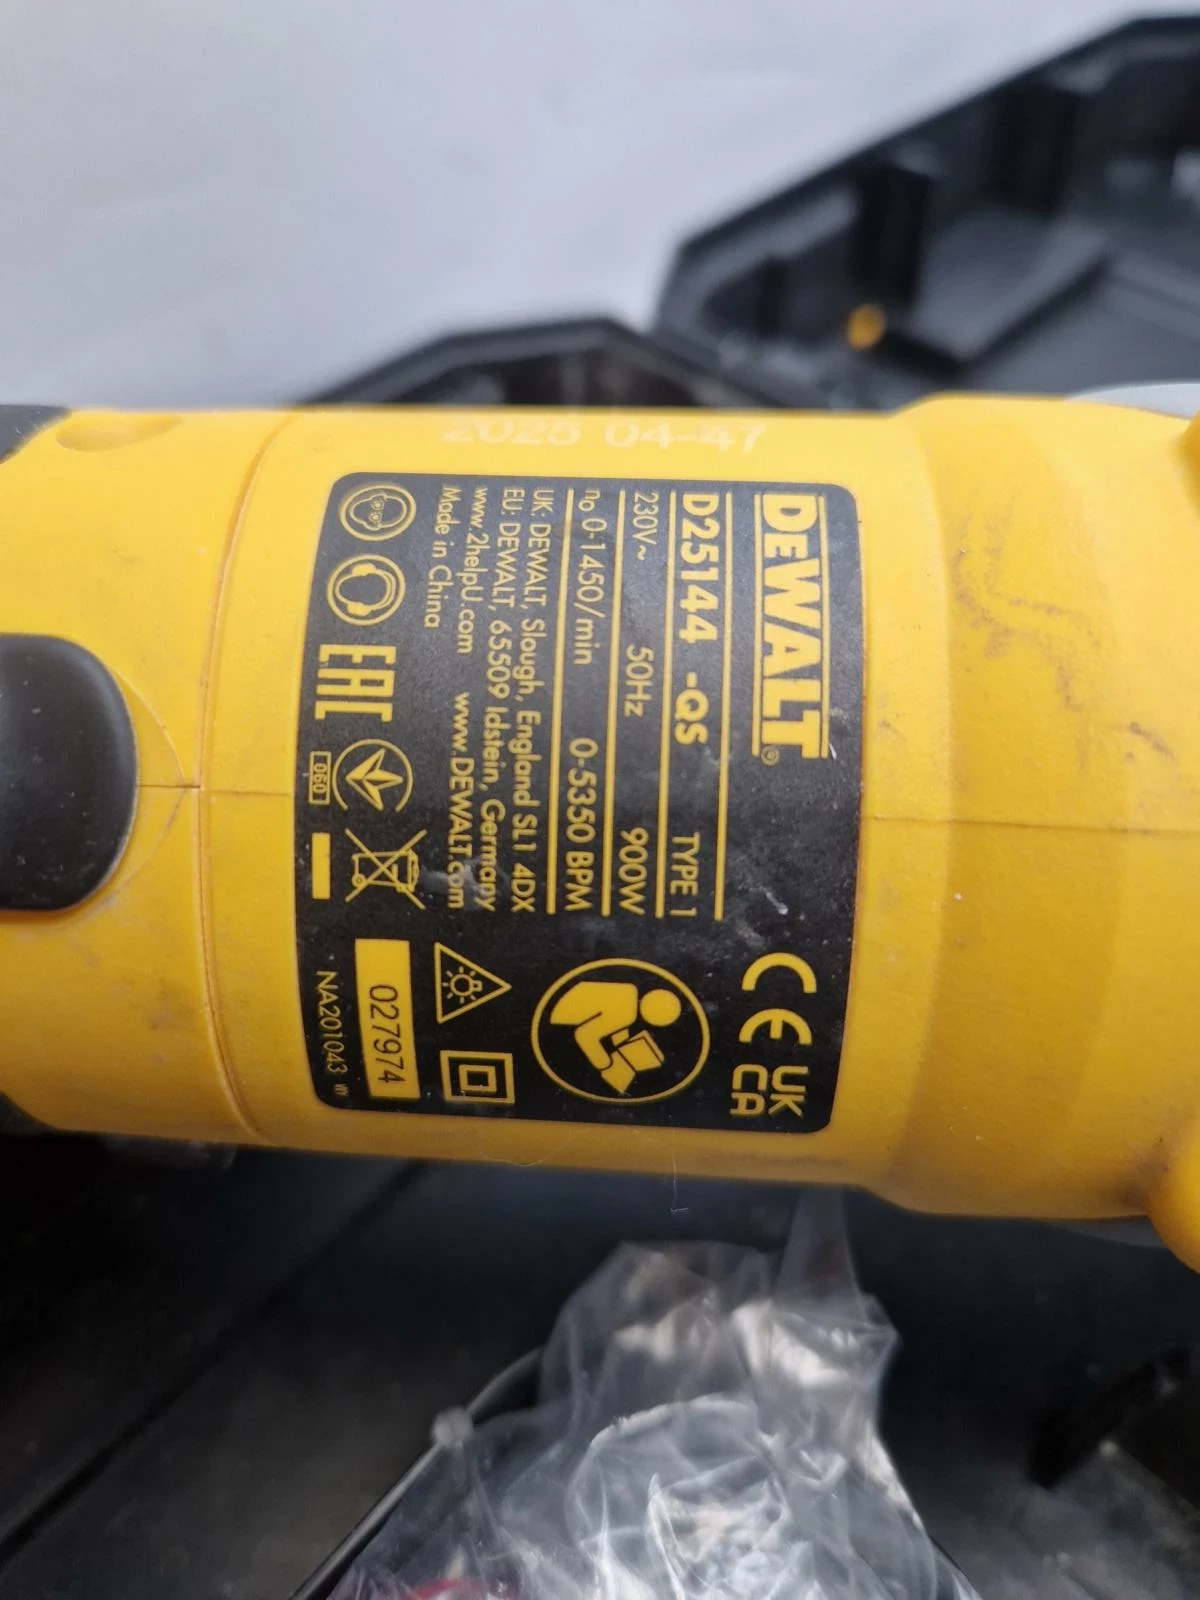 2025 04-47
DEWALT®
D25144 -QS TYPE 1
230V~ 50Hz 900W
n₀ 0-1450/min 0-5350 BPM
UK: DEWALT, Slough, England SL1 4DX
EU: DEWALT, 65509 Idstein, Germany
www.2helpU.com www.DEWALT.com
Made in China
CE UK
CA
EAC
060
027974
NA201043